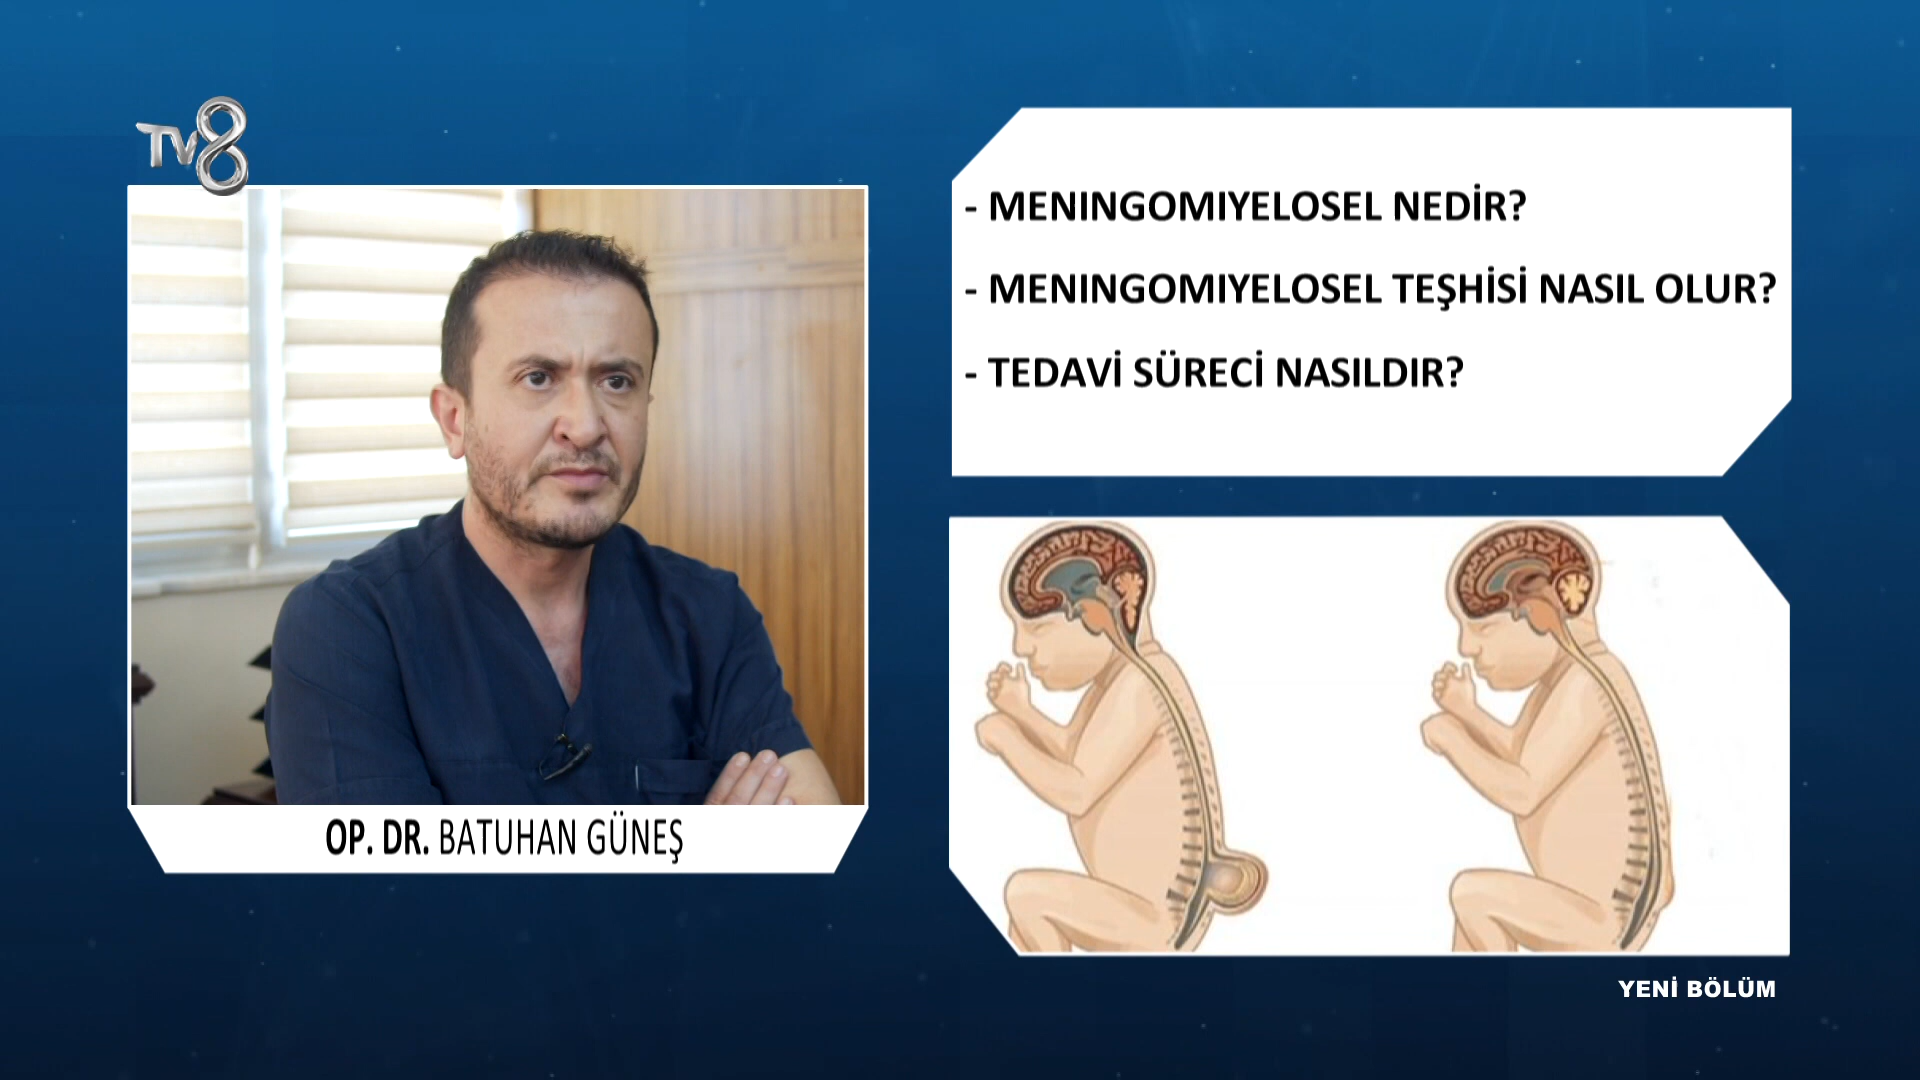 TV8
OP. DR. BATUHAN GÜNEŞ
- MENINGOMIYELOSEL NEDİR?
- MENINGOMIYELOSEL TEŞHİSİ NASIL OLUR?
- TEDAVİ SÜRECİ NASILDIR?
YENİ BÖLÜM